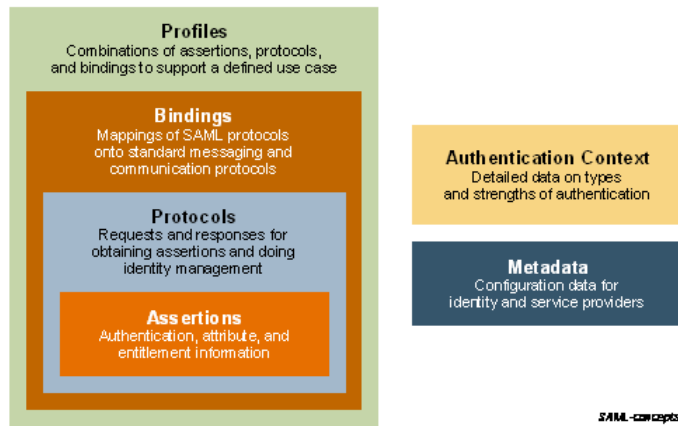 Profiles
Combinations of assertions, protocols,
and bindings to support a defined use case
Bindings
Mappings of SAML protocols
onto standard messaging and
communication protocols
Protocols
Requests and responses for
obtaining assertions and doing
identity management
Assertions
Authentication, attribute, and
entitlement information
Authentication Context
Detailed data on types
and strengths of authentication
Metadata
Configuration data for
identity and service providers
SAML-concepts